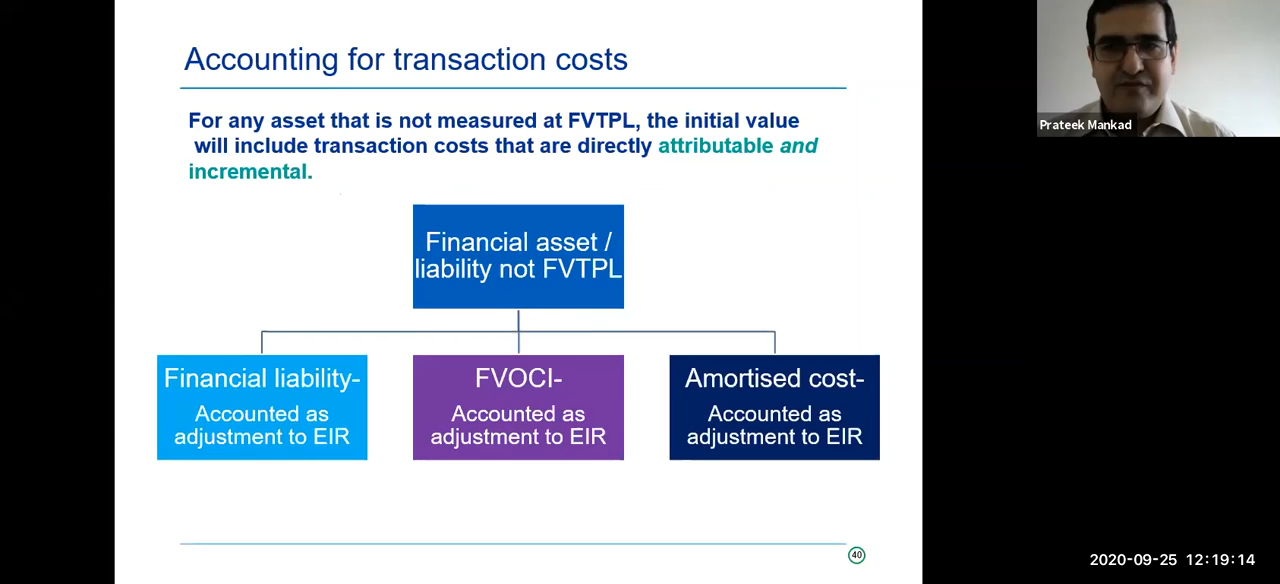 Accounting for transaction costs
For any asset that is not measured at FVTPL, the initial value
will include transaction costs that are directly attributable and
incremental.
Financial asset /
liability not FVTPL
Financial liability-
Accounted as
adjustment to EIR
FVOCI-
Accounted as
adjustment to EIR
Amortised cost-
Accounted as
adjustment to EIR
40
Prateek Mankad
2020-09-25 12:19:14